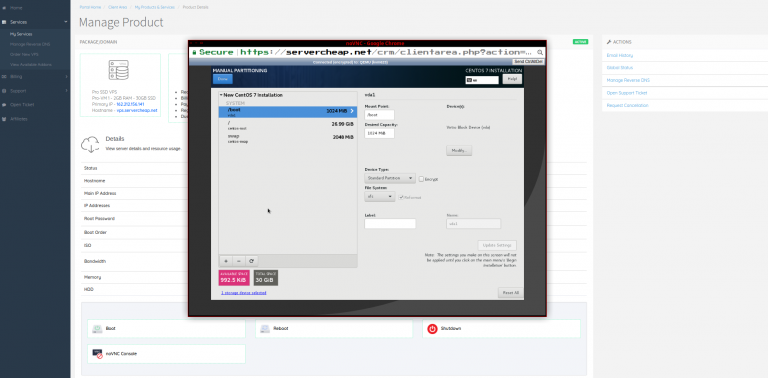 Home
Services
My Services
Manage Reverse DNS
Order New VPS
View Available Addons
Billing
Support
Open Ticket
Affiliates
Portal Home / Client Area / My Products & Services / Product Details
Manage Product
PACKAGE/DOMAIN
ACTIVE
Pro SSD VPS
Pro-VM 1 - 2GB RAM - 30GB SSD
Primary IP - 162.212.156.141
Hostname - vps.servercheap.net
Details
View server details and resource usage.
Status
Hostname
Main IP Address
IP Addresses
Root Password
Boot Order
ISO
Bandwidth
Memory
HDD
Boot
Reboot
Shutdown
noVNC Console
ACTIONS
Email History
Global Status
Manage Reverse DNS
Open Support Ticket
Request Cancellation
noVNC - Google Chrome
Secure | https://servercheap.net/crm/clientarea.php?action=...
Send CtrlAltDel
MANUAL PARTITIONING
CENTOS 7 INSTALLATION
Done
us
Help!
New CentOS 7 Installation
SYSTEM
/boot
vda1
1024 MiB
/
centos-root
26.99 GiB
swap
centos-swap
2048 MiB
+ −
AVAILABLE SPACE
992.5 KiB
TOTAL SPACE
30 GiB
1 storage device selected
vda1
Mount Point:
/boot
Desired Capacity:
1024 MiB
Device(s):
Virtio Block Device (vda)
Modify...
Device Type:
Standard Partition
Encrypt
File System:
xfs
Reformat
Label:
Name:
vda1
Update Settings
Note: The settings you make on this screen will
not be applied until you click on the main menu's 'Begin
Installation' button.
Reset All